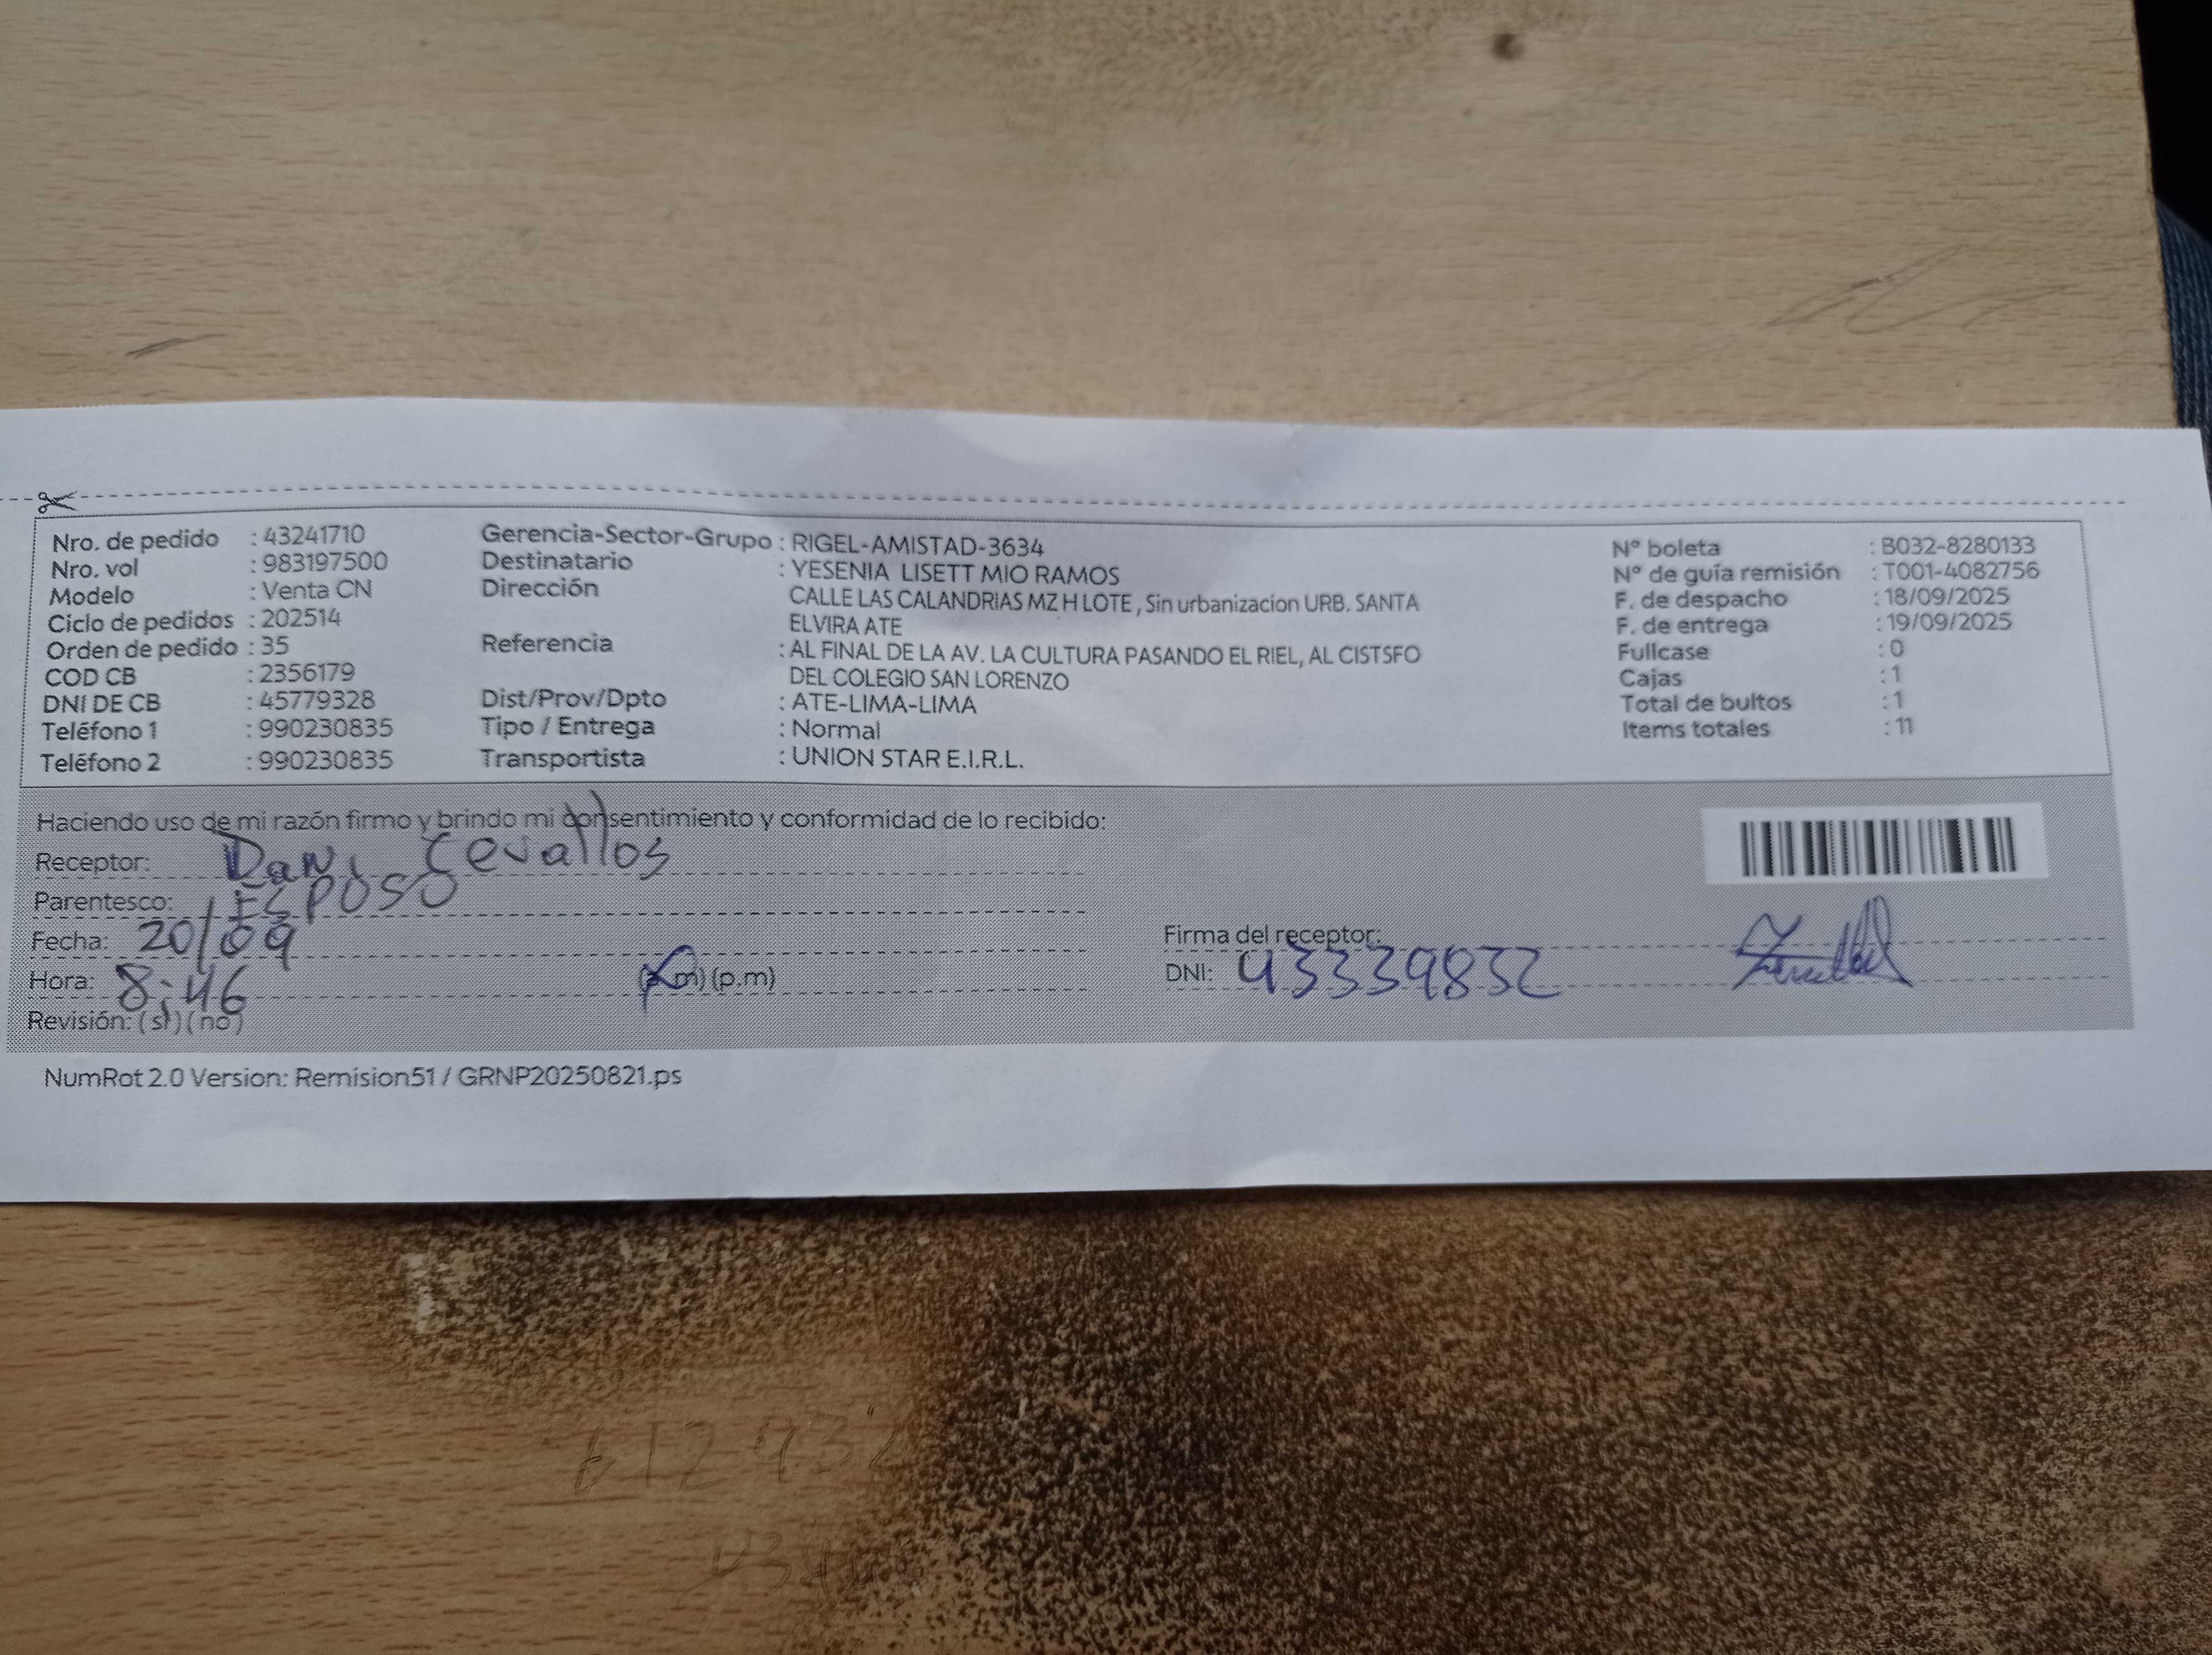 Nro. de pedido : 43241710
Nro. vol : 983197500
Modelo : Venta CN
Ciclo de pedidos : 202514
Orden de pedido : 35
COD CB : 2356179
DNI DE CB : 45779328
Teléfono 1 : 990230835
Teléfono 2 : 990230835
Gerencia-Sector-Grupo : RIGEL-AMISTAD-3634
Destinatario : YESENIA LISETT MIO RAMOS
Dirección CALLE LAS CALANDRIAS MZ H LOTE , Sin urbanizacion URB. SANTA
ELVIRA ATE
Referencia : AL FINAL DE LA AV. LA CULTURA PASANDO EL RIEL, AL CISTSFO
DEL COLEGIO SAN LORENZO
Dist/Prov/Dpto : ATE-LIMA-LIMA
Tipo / Entrega : Normal
Transportista : UNION STAR E.I.R.L.
N° boleta : B032-8280133
N° de guía remisión : T001-4082756
F. de despacho : 18/09/2025
F. de entrega : 19/09/2025
Fullcase : 0
Cajas : 1
Total de bultos : 1
Items totales : 11
Haciendo uso de mi razón firmo y brindo mi consentimiento y conformidad de lo recibido:
Receptor: Dani Cevallos
Parentesco: ESPOSO
Fecha: 20/09
Hora: 8:46 (a.m) (p.m)
Revisión: (si) (no)
Firma del receptor:
DNI: 43339832
NumRot 2.0 Version: Remision51 / GRNP20250821.ps
612932